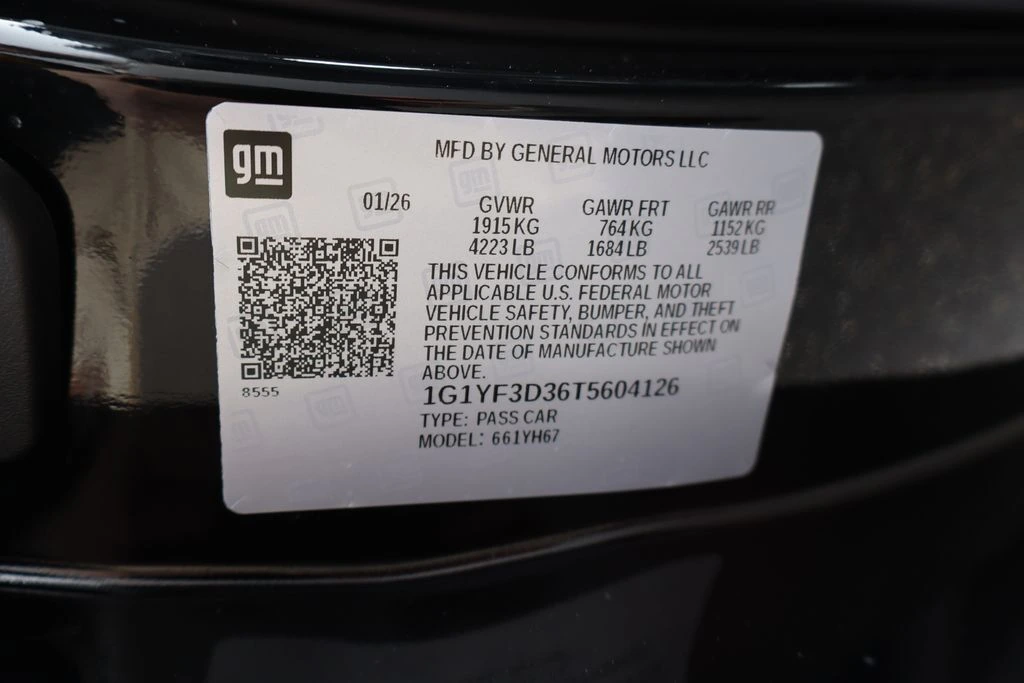 gm
MFD BY GENERAL MOTORS LLC
01/26 GVWR GAWR FRT GAWR RR
1915 KG 764 KG 1152 KG
4223 LB 1684 LB 2539 LB
THIS VEHICLE CONFORMS TO ALL
APPLICABLE U.S. FEDERAL MOTOR
VEHICLE SAFETY, BUMPER, AND THEFT
PREVENTION STANDARDS IN EFFECT ON
THE DATE OF MANUFACTURE SHOWN
ABOVE.
8555
1G1YF3D36T5604126
TYPE: PASS CAR
MODEL: 661YH67